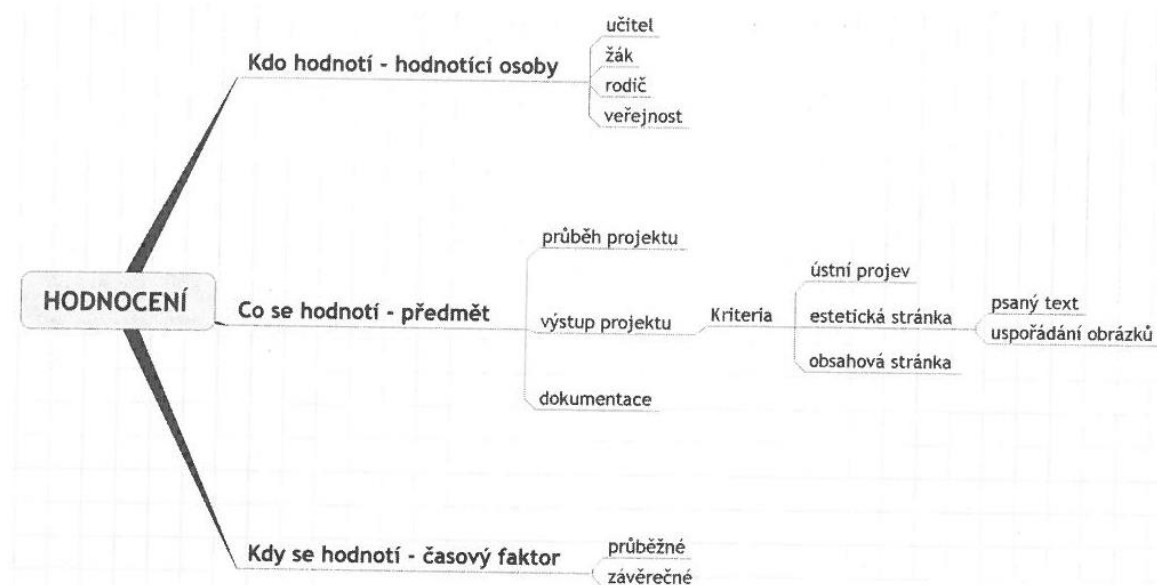 HODNOCENÍ
Kdo hodnotí - hodnotící osoby
učitel
žák
rodič
veřejnost
Co se hodnotí - předmět
průběh projektu
výstup projektu
Kriteria
ústní projev
estetická stránka
psaný text
uspořádání obrázků
obsahová stránka
dokumentace
Kdy se hodnotí - časový faktor
průběžné
závěrečné